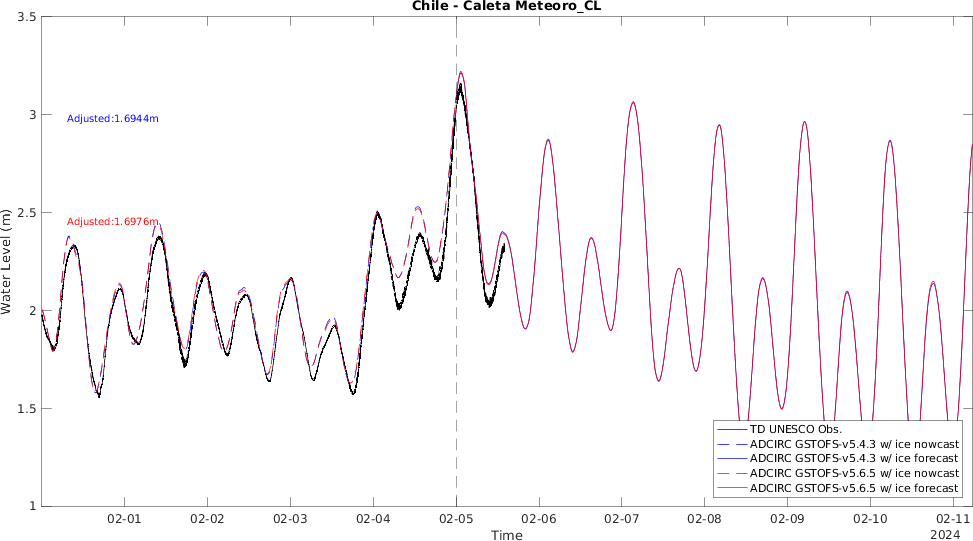 Chile - Caleta Meteoro_CL
3.5
3
2.5
2
1.5
1
Water Level (m)
Adjusted:1.6944m
Adjusted:1.6976m
TD UNESCO Obs.
ADCIRC GSTOFS-v5.4.3 w/ ice nowcast
ADCIRC GSTOFS-v5.4.3 w/ ice forecast
ADCIRC GSTOFS-v5.6.5 w/ ice nowcast
ADCIRC GSTOFS-v5.6.5 w/ ice forecast
02-01 02-02 02-03 02-04 02-05 02-06 02-07 02-08 02-09 02-10 02-11
Time
2024